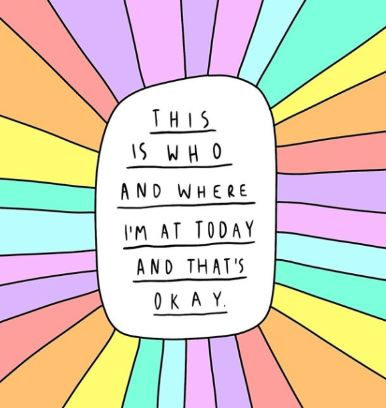 THIS
IS WHO
AND WHERE
I'M AT TODAY
AND THAT'S
OKAY.